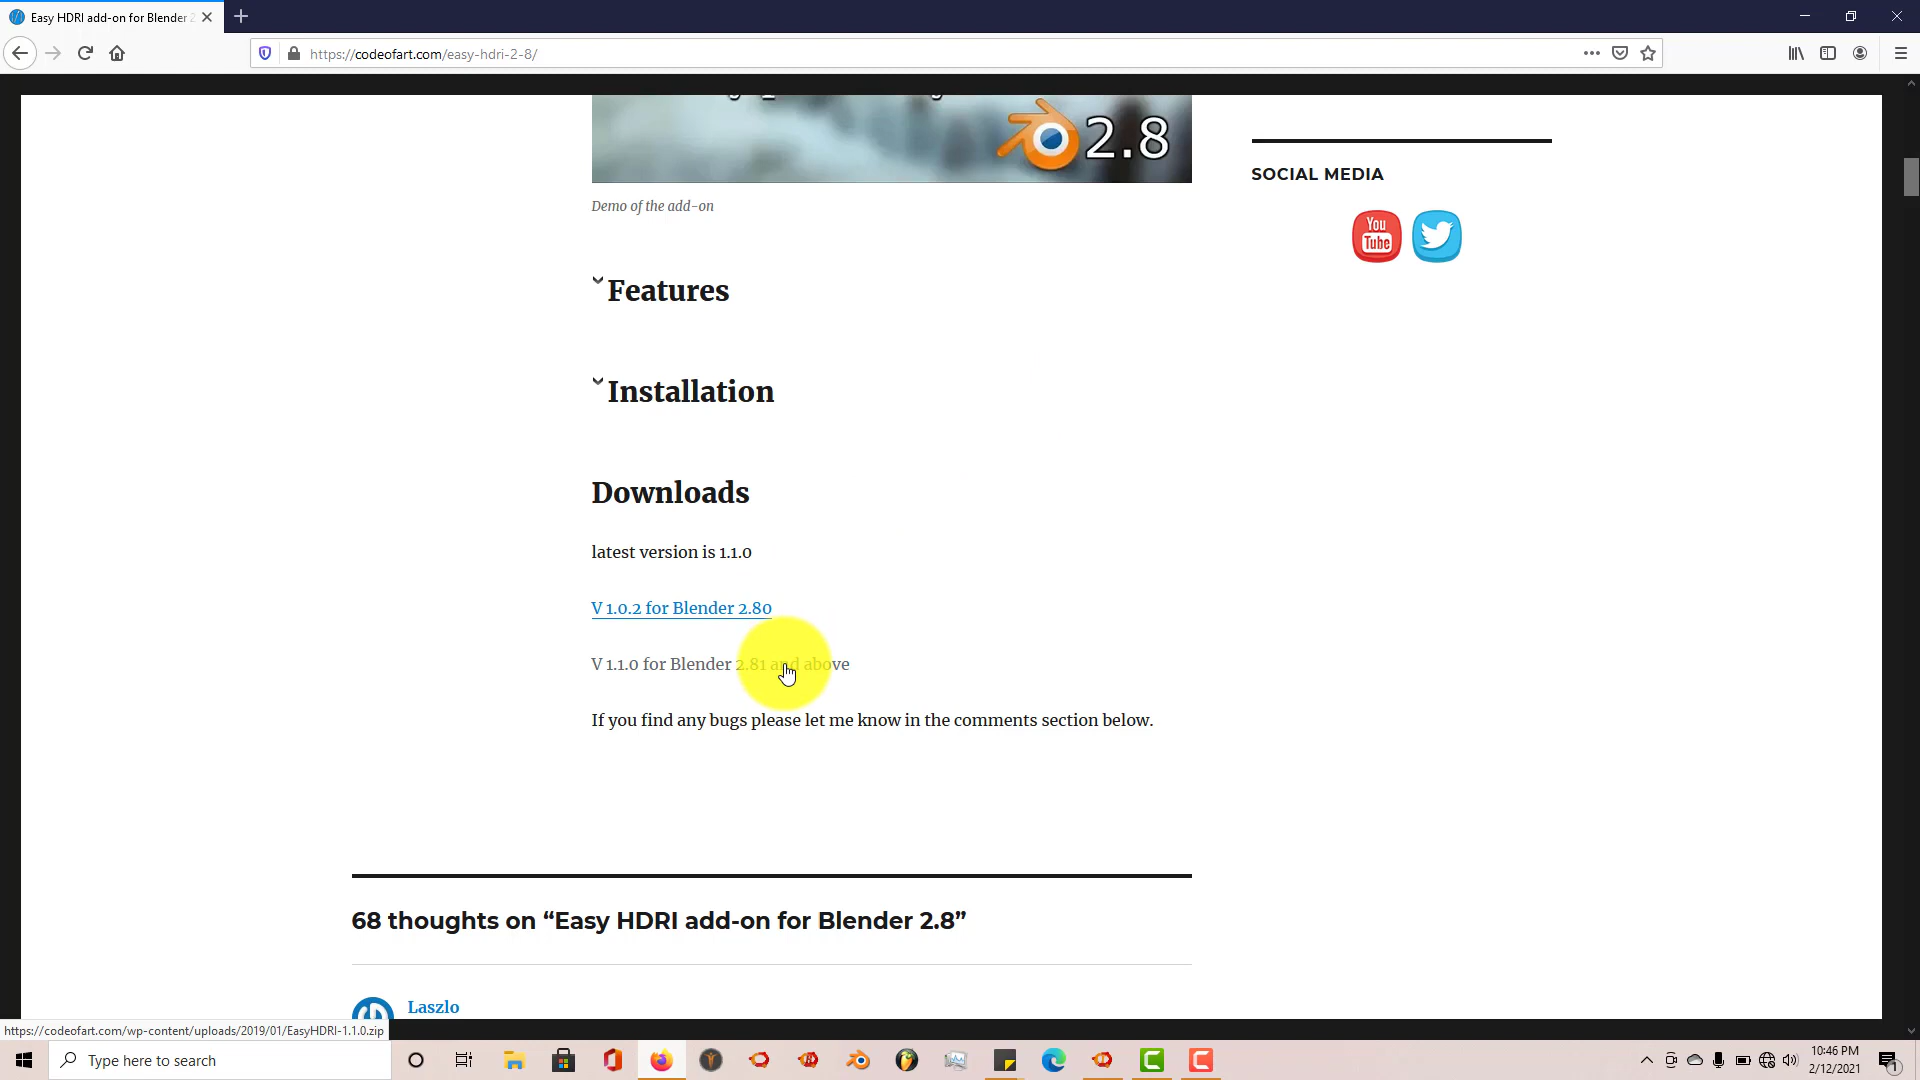 Easy HDRI add-on for Blender 2
https://codeofart.com/easy-hdri-2-8/
2.8
Demo of the add-on
SOCIAL MEDIA
You
Tube
Features
Installation
Downloads
latest version is 1.1.0
V 1.0.2 for Blender 2.80
V 1.1.0 for Blender 2.81 and above
If you find any bugs please let me know in the comments section below.
68 thoughts on “Easy HDRI add-on for Blender 2.8”
Laszlo
https://codeofart.com/wp-content/uploads/2019/01/EasyHDRI-1.1.0.zip
Type here to search
10:46 PM
2/12/2021
1